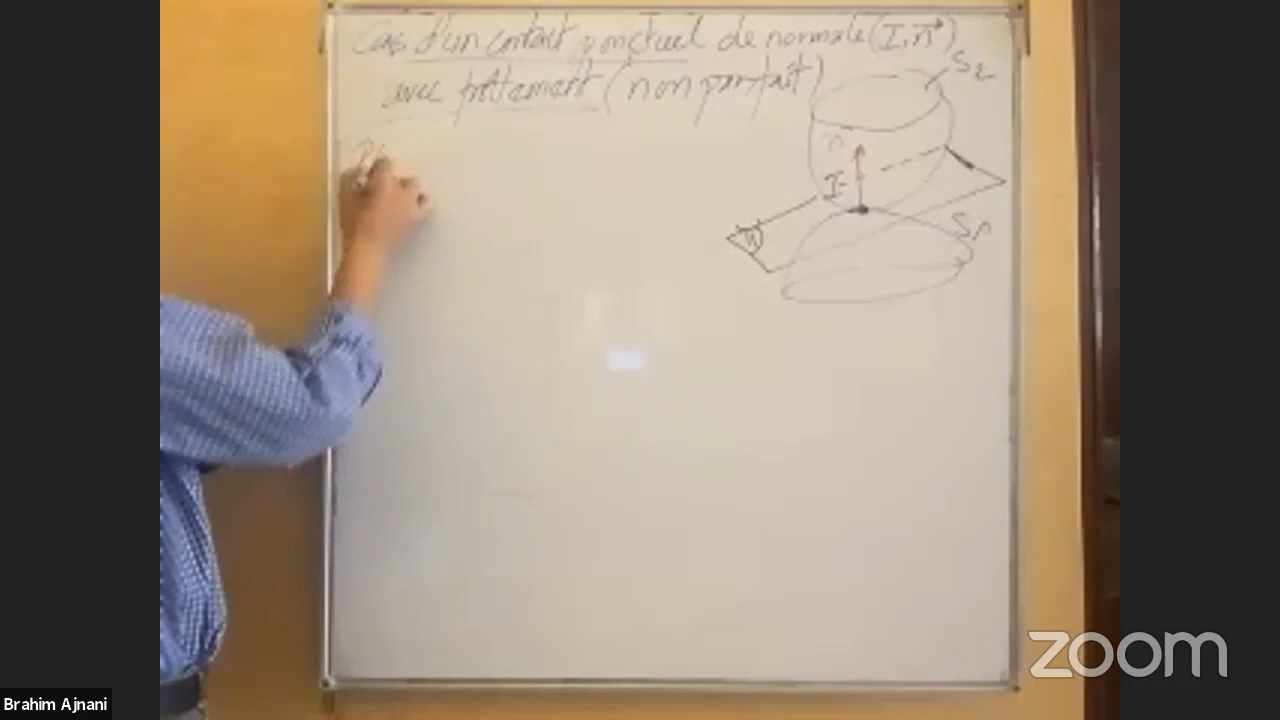 Cas d'un contact ponctuel de normale (I, n⃗)
avec frottement (non parfait)
S2
n
I
π
S1
zoom
Brahim Ajnani